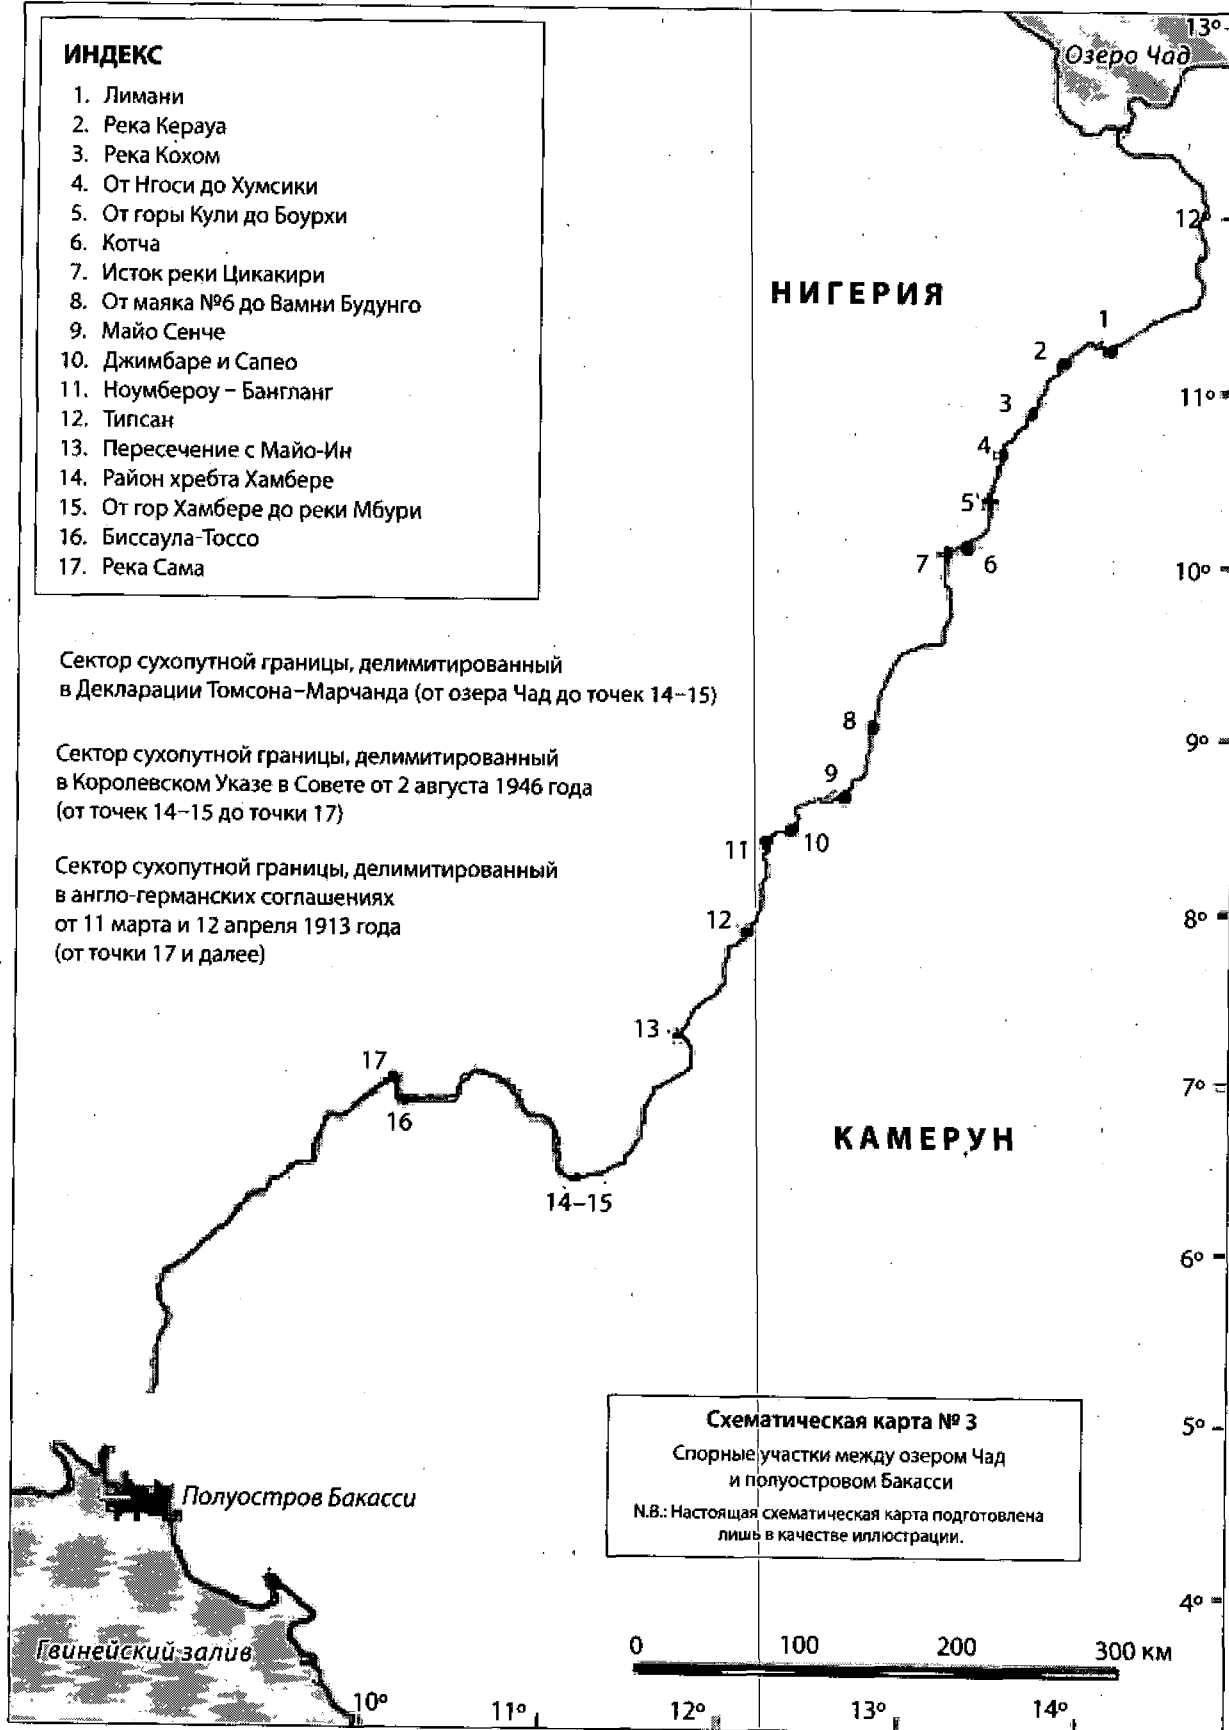 ИНДЕКС
1. Лимани
2. Река Керауа
3. Река Кохом
4. От Нгоси до Хумсики
5. От горы Кули до Боурхи
6. Котча
7. Исток реки Цикакири
8. От маяка №6 до Вамни Будунго
9. Майо Сенче
10. Джимбаре и Сапео
11. Ноумбероу – Бангланг
12. Типсан
13. Пересечение с Майо-Ин
14. Район хребта Хамбере
15. От гор Хамбере до реки Мбури
16. Биссаула-Тоссо
17. Река Сама
Сектор сухопутной границы, делимитированный
в Декларации Томсона–Марчанда (от озера Чад до точек 14–15)
Сектор сухопутной границы, делимитированный
в Королевском Указе в Совете от 2 августа 1946 года
(от точек 14–15 до точки 17)
Сектор сухопутной границы, делимитированный
в англо-германских соглашениях
от 11 марта и 12 апреля 1913 года
(от точки 17 и далее)
13°
Озеро Чад
12°
НИГЕРИЯ
1
2
11°
3
4
5
7
6
10°
8
9°
9
10
11
12
8°
13
17
7°
16
КАМЕРУН
14–15
6°
5°
Схематическая карта № 3
Спорные участки между озером Чад
и полуостровом Бакасси
N.B.: Настоящая схематическая карта подготовлена
лишь в качестве иллюстрации.
Полуостров Бакасси
4°
Гвинейский залив
0 100 200 300 км
10° 11° 12° 13° 14°